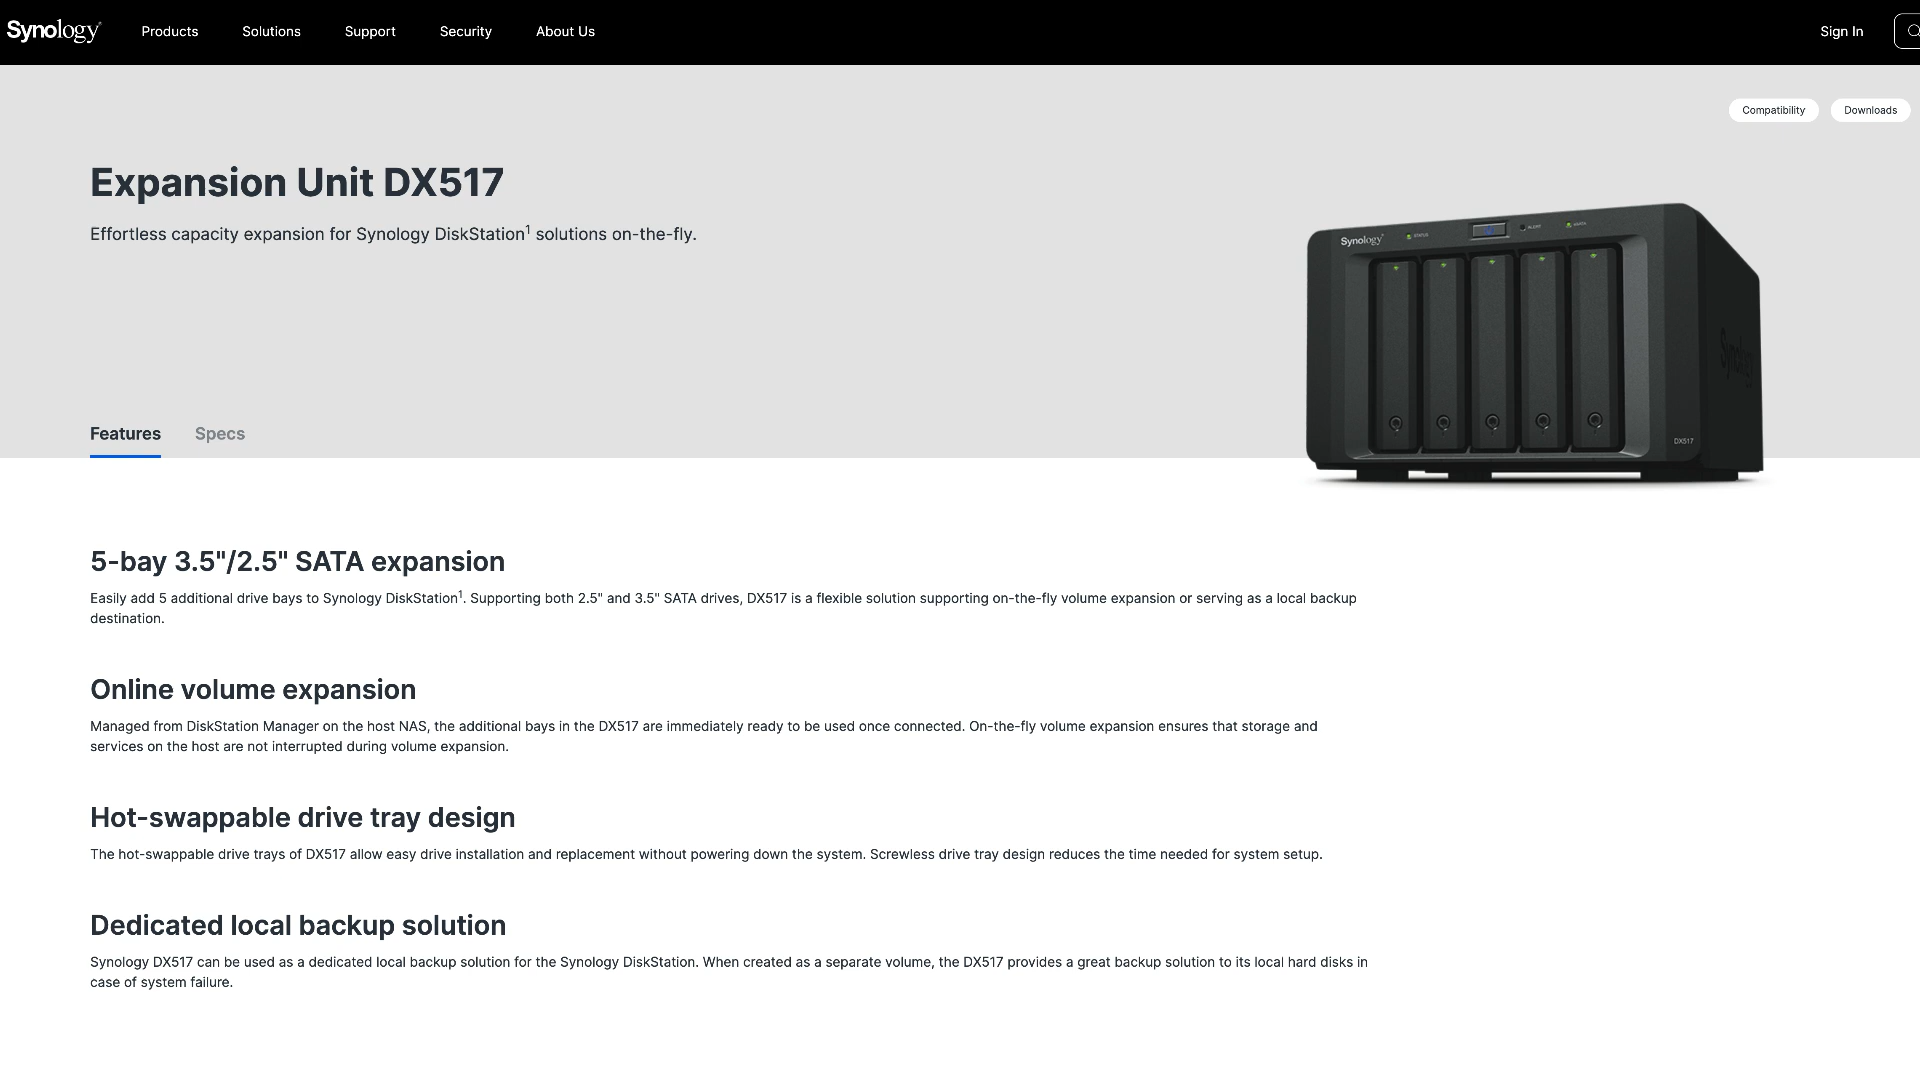 Synology
Products
Solutions
Support
Security
About Us
Sign In
Compatibility
Downloads
Expansion Unit DX517
Effortless capacity expansion for Synology DiskStation1 solutions on-the-fly.
Synology
STATUS
ALERT
Synology
DX517
Features
Specs
5-bay 3.5"/2.5" SATA expansion
Easily add 5 additional drive bays to Synology DiskStation1. Supporting both 2.5" and 3.5" SATA drives, DX517 is a flexible solution supporting on-the-fly volume expansion or serving as a local backup
destination.
Online volume expansion
Managed from DiskStation Manager on the host NAS, the additional bays in the DX517 are immediately ready to be used once connected. On-the-fly volume expansion ensures that storage and
services on the host are not interrupted during volume expansion.
Hot-swappable drive tray design
The hot-swappable drive trays of DX517 allow easy drive installation and replacement without powering down the system. Screwless drive tray design reduces the time needed for system setup.
Dedicated local backup solution
Synology DX517 can be used as a dedicated local backup solution for the Synology DiskStation. When created as a separate volume, the DX517 provides a great backup solution to its local hard disks in
case of system failure.